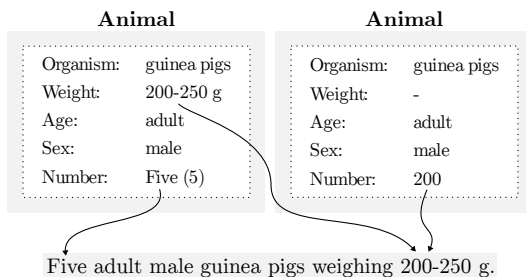 Animal
Organism: guinea pigs
Weight: 200-250 g
Age: adult
Sex: male
Number: Five (5)
Animal
Organism: guinea pigs
Weight: -
Age: adult
Sex: male
Number: 200
Five adult male guinea pigs weighing 200-250 g.